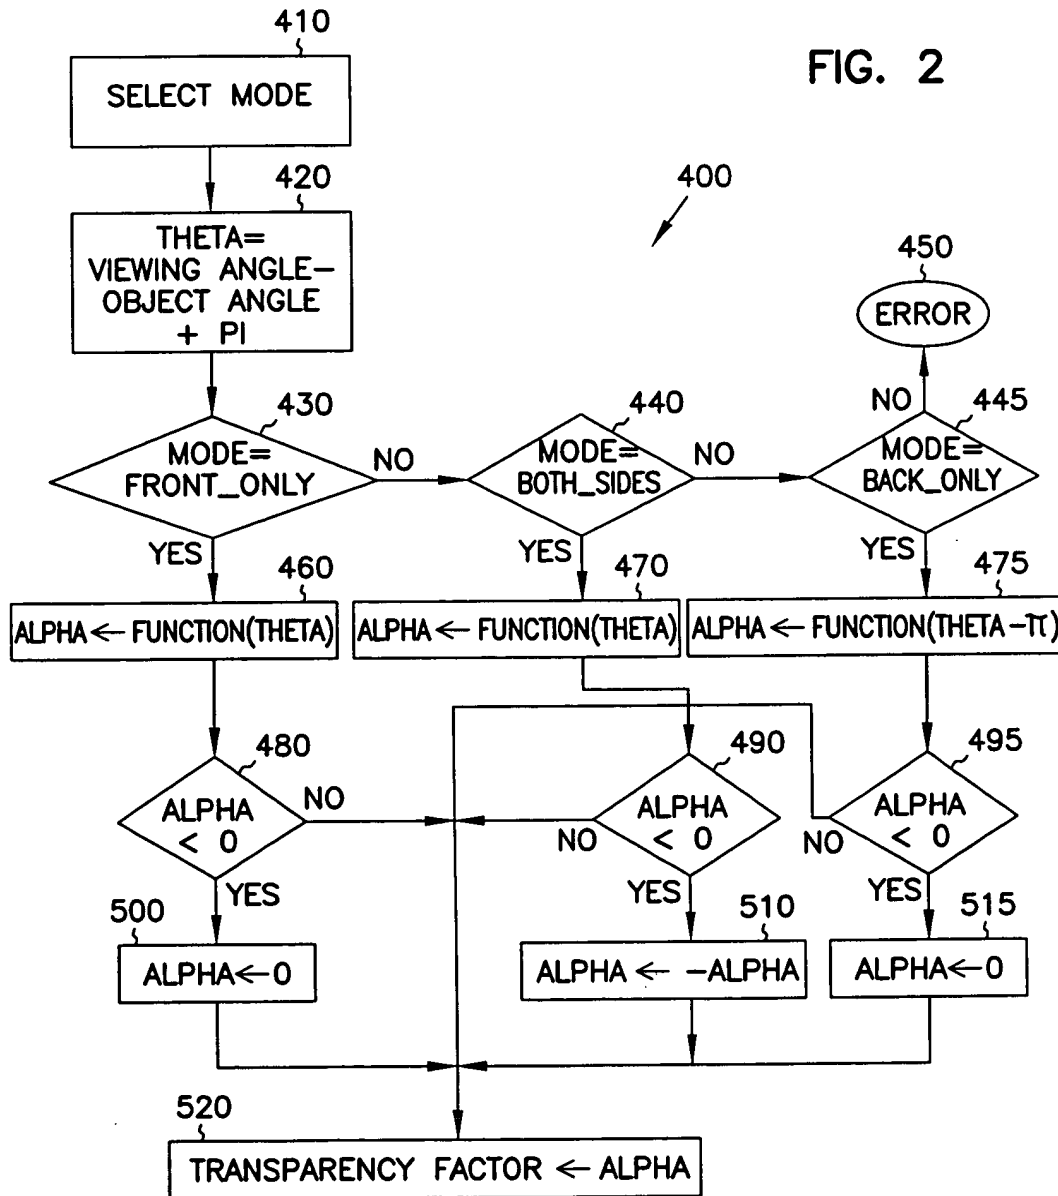 410
FIG. 2
SELECT MODE
420
400
THETA=
VIEWING ANGLE-
OBJECT ANGLE
+ PI
450
ERROR
NO
430
440
445
MODE=
FRONT_ONLY
NO
MODE=
BOTH_SIDES
NO
MODE=
BACK_ONLY
YES
YES
YES
460
470
475
ALPHA ← FUNCTION(THETA)
ALPHA ← FUNCTION(THETA)
ALPHA ← FUNCTION(THETA -π)
480
490
495
ALPHA
< 0
NO
ALPHA
< 0
NO
ALPHA
< 0
NO
YES
YES
YES
500
510
515
ALPHA←0
ALPHA ← -ALPHA
ALPHA←0
520
TRANSPARENCY FACTOR ← ALPHA